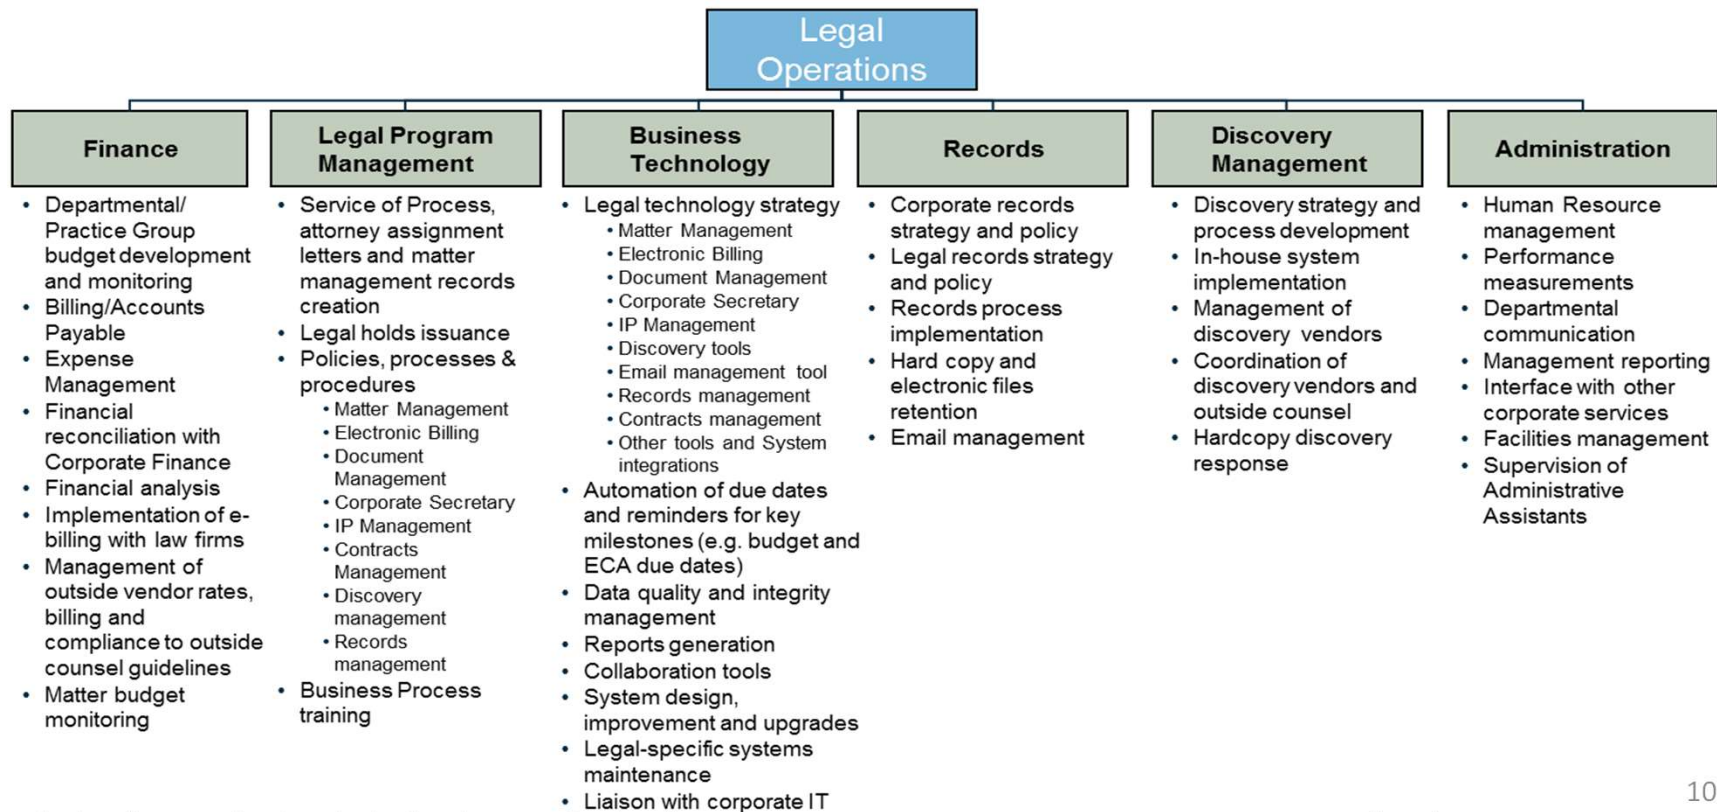 Legal
Operations
Finance
• Departmental/
Practice Group
budget development
and monitoring
• Billing/Accounts
Payable
• Expense
Management
• Financial
reconciliation with
Corporate Finance
• Financial analysis
• Implementation of e-
billing with law firms
• Management of
outside vendor rates,
billing and
compliance to outside
counsel guidelines
• Matter budget
monitoring
Legal Program
Management
• Service of Process,
attorney assignment
letters and matter
management records
creation
• Legal holds issuance
• Policies, processes &
procedures
• Matter Management
• Electronic Billing
• Document
Management
• Corporate Secretary
• IP Management
• Contracts
Management
• Discovery
management
• Records
management
• Business Process
training
Business
Technology
• Legal technology strategy
• Matter Management
• Electronic Billing
• Document Management
• Corporate Secretary
• IP Management
• Discovery tools
• Email management tool
• Records management
• Contracts management
• Other tools and System
integrations
• Automation of due dates
and reminders for key
milestones (e.g. budget and
ECA due dates)
• Data quality and integrity
management
• Reports generation
• Collaboration tools
• System design,
improvement and upgrades
• Legal-specific systems
maintenance
• Liaison with corporate IT
Records
• Corporate records
strategy and policy
• Legal records strategy
and policy
• Records process
implementation
• Hard copy and
electronic files
retention
• Email management
Discovery
Management
• Discovery strategy and
process development
• In-house system
implementation
• Management of
discovery vendors
• Coordination of
discovery vendors and
outside counsel
• Hardcopy discovery
response
Administration
• Human Resource
management
• Performance
measurements
• Departmental
communication
• Management reporting
• Interface with other
corporate services
• Facilities management
• Supervision of
Administrative
Assistants
10